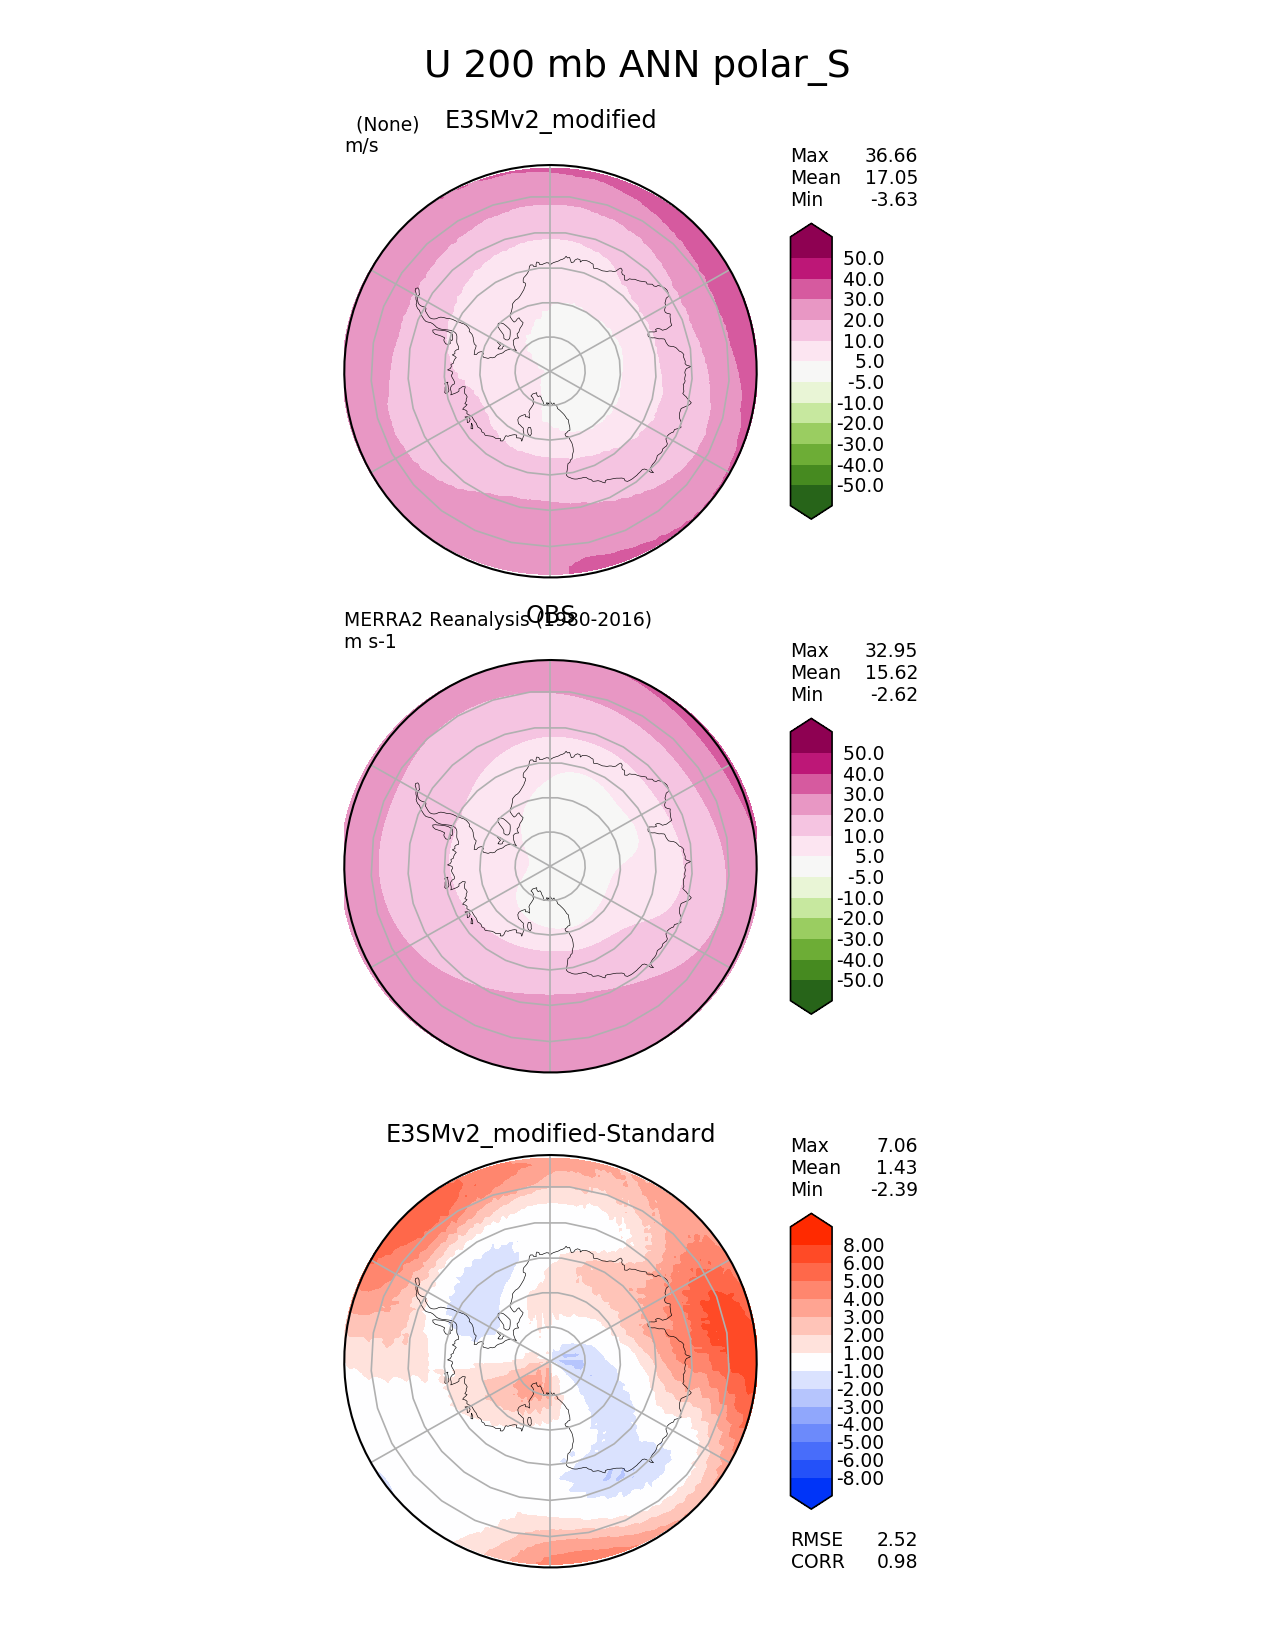 U 200 mb ANN polar_S
E3SMv2_modified
(None)
m/s
Max 36.66
Mean 17.05
Min -3.63
50.0
40.0
30.0
20.0
10.0
5.0
-5.0
-10.0
-20.0
-30.0
-40.0
-50.0
OBS
MERRA2 Reanalysis (1980-2016)
m s-1
Max 32.95
Mean 15.62
Min -2.62
50.0
40.0
30.0
20.0
10.0
5.0
-5.0
-10.0
-20.0
-30.0
-40.0
-50.0
E3SMv2_modified-Standard
Max 7.06
Mean 1.43
Min -2.39
8.00
6.00
5.00
4.00
3.00
2.00
1.00
-1.00
-2.00
-3.00
-4.00
-5.00
-6.00
-8.00
RMSE 2.52
CORR 0.98